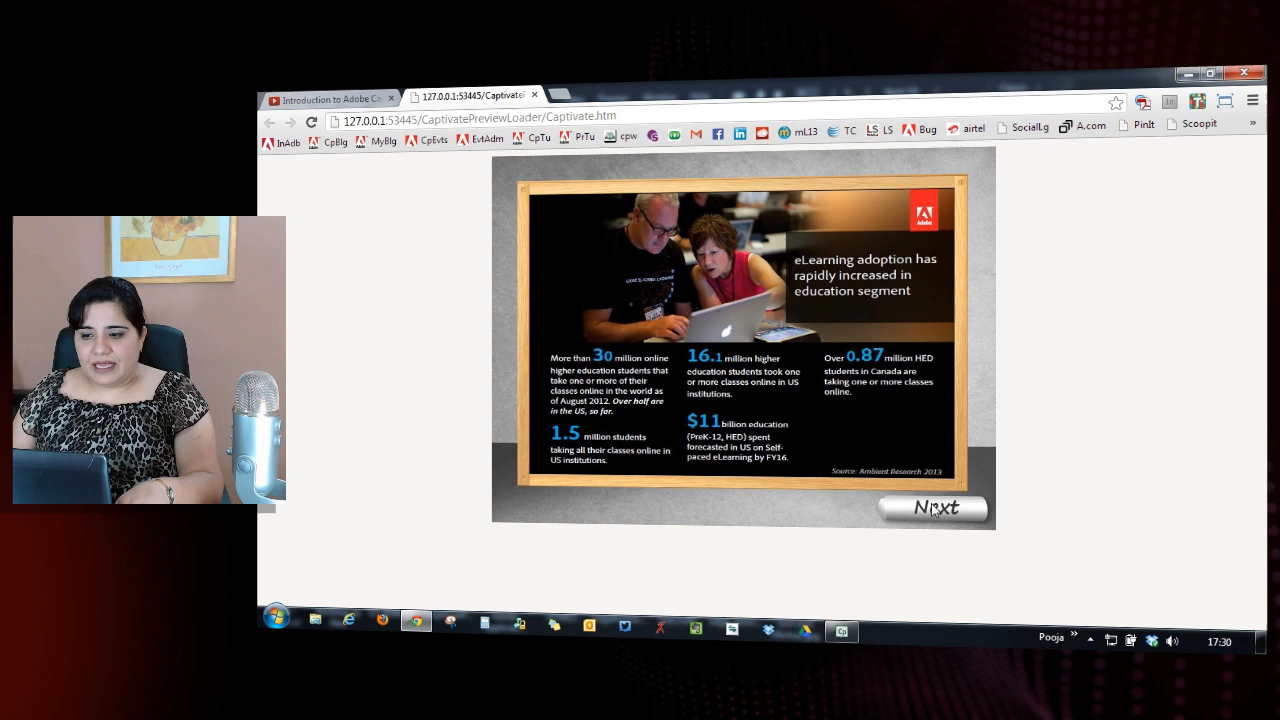 Introduction to Adobe Ca
127.0.0.1:53445/Captivate
127.0.0.1:53445/CaptivatePreviewLoader/Captivate.htm
InAdb CpBlg MyBlg CpEvts EvtAdm CpTu PrTu cpw mL13 TC LS LS Bug airtel SocialLg A.com PinIt Scoopit »
Adobe
eLearning adoption has
rapidly increased in
education segment
More than 30 million online
higher education students that
take one or more of their
classes online in the world as
of August 2012. Over half are
in the US, so far.
1.5 million students
taking all their classes online in
US institutions.
16.1 million higher
education students took one
or more classes online in US
institutions.
$11 billion education
(PreK-12, HED) spent
forecasted in US on Self-
paced eLearning by FY16.
Over 0.87 million HED
students in Canada are
taking one or more classes
online.
Source: Ambient Research 2013
Next
Pooja » 17:30